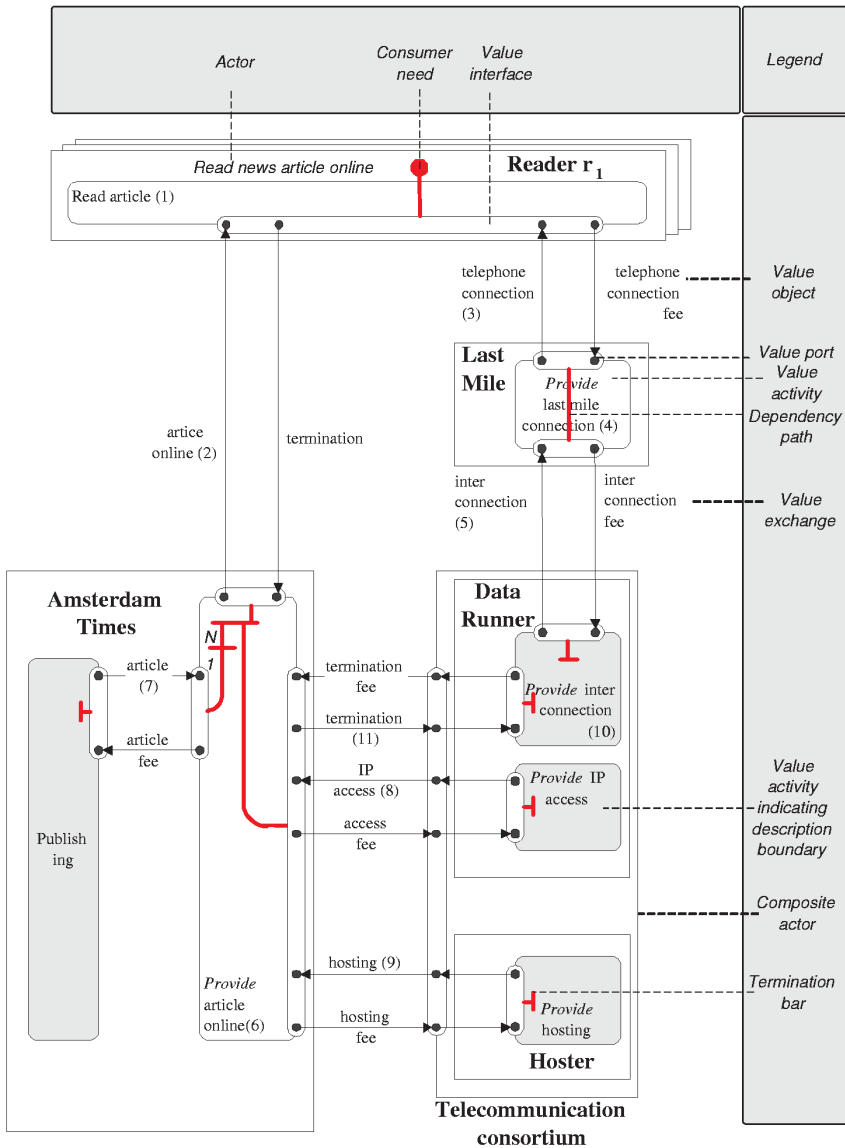 Actor
Consumer
need
Value
interface
Legend
Read news article online
Reader r1
Read article (1)
telephone
connection
(3)
telephone
connection
fee
Value
object
Last
Mile
Provide
last mile
connection (4)
Value port
Value
activity
Dependency
path
artice
online (2)
termination
inter
connection
(5)
inter
connection
fee
Value
exchange
Amsterdam
Times
Data
Runner
N
1
article
(7)
article
fee
termination
fee
termination
(11)
Provide inter
connection
(10)
IP
access (8)
access
fee
Provide IP
access
Value
activity
indicating
description
boundary
Publish
ing
Composite
actor
hosting (9)
hosting
fee
Provide
article
online(6)
Provide
hosting
Termination
bar
Hoster
Telecommunication
consortium